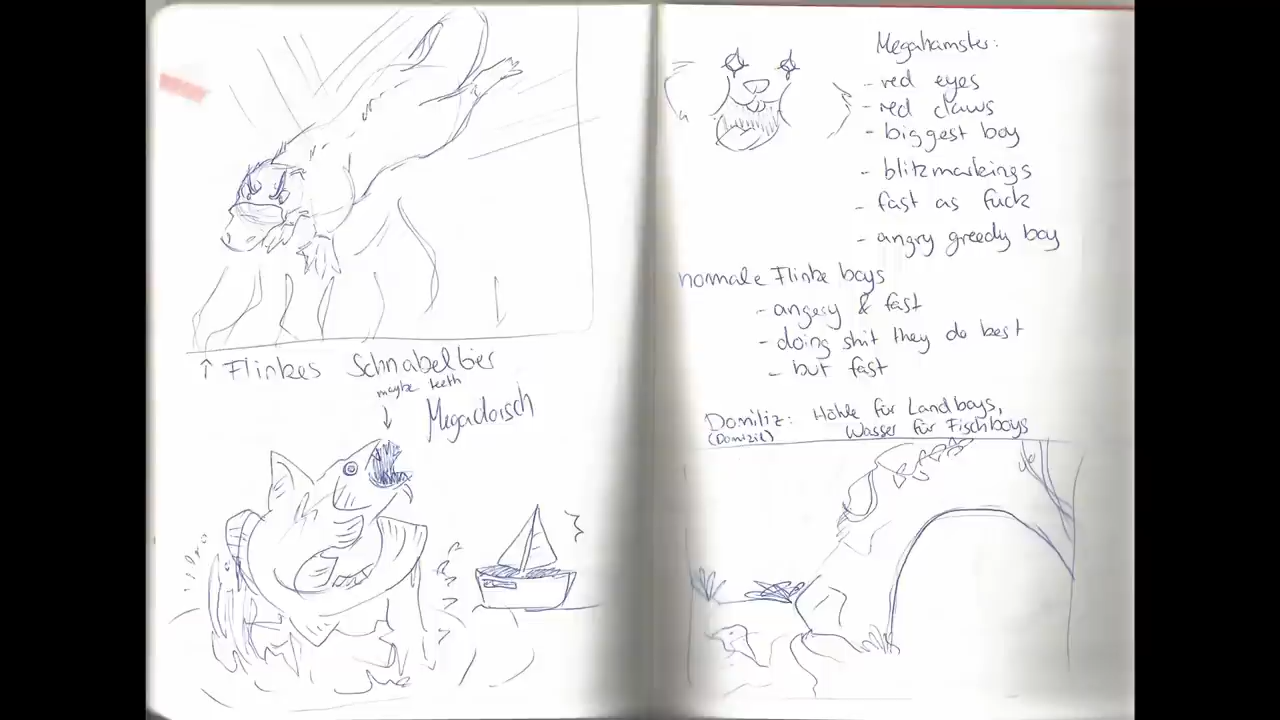 ↑ Flinkes Schnabeltier
maybe teeth
↓
Megadorsch
Megahamster:
- red eyes
- red claws
- biggest boy
- blitzmarkings
- fast as fuck
- angry greedy boy
normale Flinke boys
- angery & fast
- doing shit they do best
- but fast
Domiliz: Höhle für Landboys,
(Domizil) Wasser für Fischboys